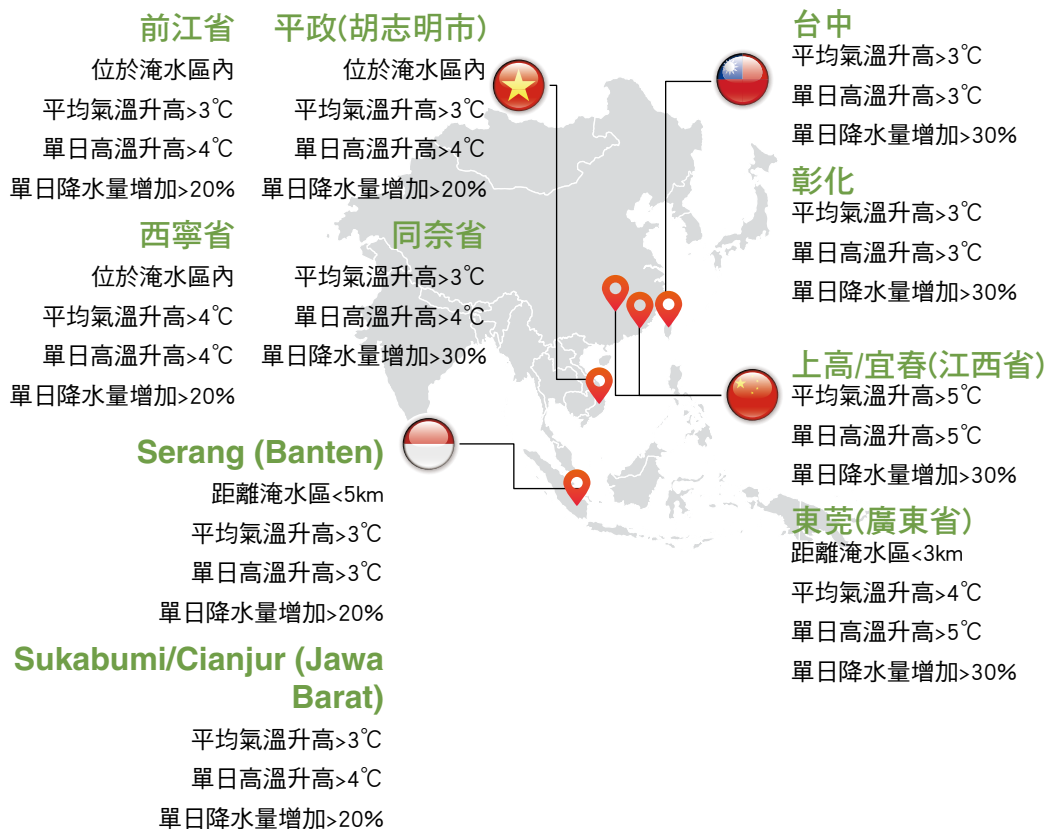 前江省
位於淹水區內
平均氣溫升高>3℃
單日高溫升高>4℃
單日降水量增加>20%
平政(胡志明市)
位於淹水區內
平均氣溫升高>3℃
單日高溫升高>4℃
單日降水量增加>20%
西寧省
位於淹水區內
平均氣溫升高>4℃
單日高溫升高>4℃
單日降水量增加>20%
同奈省
平均氣溫升高>3℃
單日高溫升高>4℃
單日降水量增加>30%
Serang (Banten)
距離淹水區<5km
平均氣溫升高>3℃
單日高溫升高>3℃
單日降水量增加>20%
Sukabumi/Cianjur (Jawa
Barat)
平均氣溫升高>3℃
單日高溫升高>4℃
單日降水量增加>20%
台中
平均氣溫升高>3℃
單日高溫升高>3℃
單日降水量增加>30%
彰化
平均氣溫升高>3℃
單日高溫升高>3℃
單日降水量增加>30%
上高/宜春(江西省)
平均氣溫升高>5℃
單日高溫升高>5℃
單日降水量增加>30%
東莞(廣東省)
距離淹水區<3km
平均氣溫升高>4℃
單日高溫升高>5℃
單日降水量增加>30%